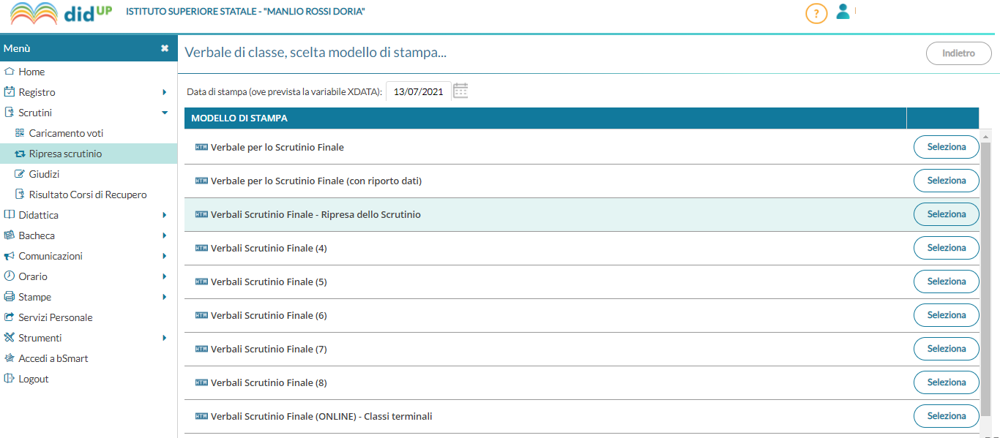 didUP
ISTITUTO SUPERIORE STATALE - "MANLIO ROSSI DORIA"
?
Menù
Home
Registro
Scrutini
Caricamento voti
Ripresa scrutinio
Giudizi
Risultato Corsi di Recupero
Didattica
Bacheca
Comunicazioni
Orario
Stampe
Servizi Personale
Strumenti
Accedi a bSmart
Logout
Verbale di classe, scelta modello di stampa...
Indietro
Data di stampa (ove prevista la variabile XDATA): 13/07/2021
MODELLO DI STAMPA
HTM Verbale per lo Scrutinio Finale Seleziona
HTM Verbale per lo Scrutinio Finale (con riporto dati) Seleziona
HTM Verbali Scrutinio Finale - Ripresa dello Scrutinio Seleziona
HTM Verbali Scrutinio Finale (4) Seleziona
HTM Verbali Scrutinio Finale (5) Seleziona
HTM Verbali Scrutinio Finale (6) Seleziona
HTM Verbali Scrutinio Finale (7) Seleziona
HTM Verbali Scrutinio Finale (8) Seleziona
HTM Verbali Scrutinio Finale (ONLINE) - Classi terminali Seleziona